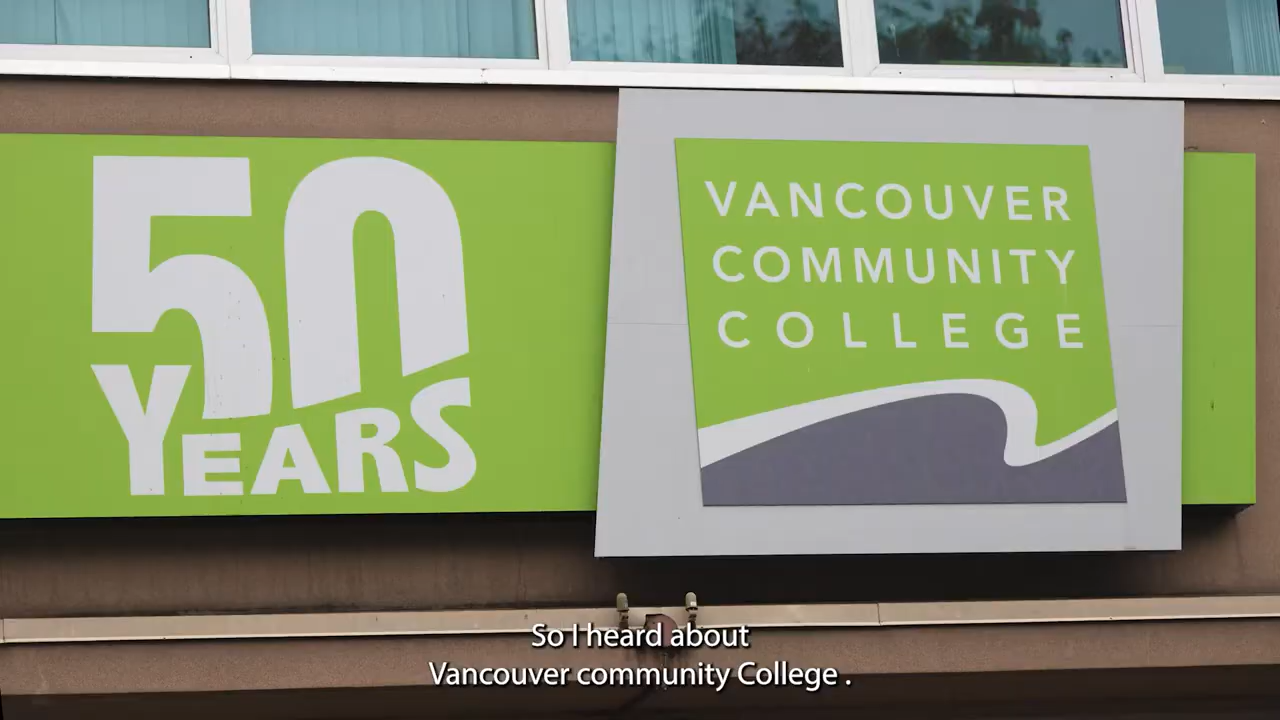 50
YEARS
VANCOUVER
COMMUNITY
COLLEGE
So I heard about
Vancouver community College .